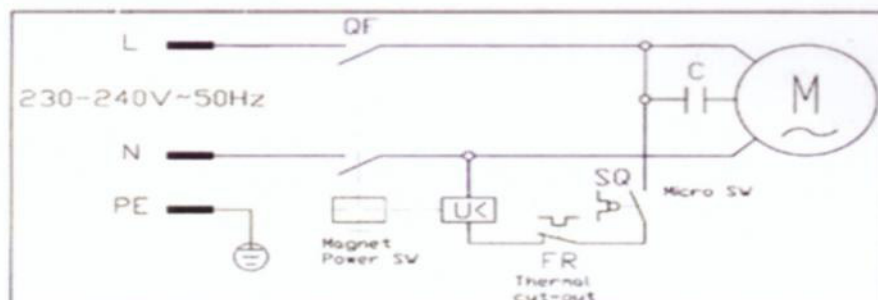 QF
L
C
M
230-240V~50Hz
N
SQ
Micro SW
PE
U<
Magnet
Power SW
FR
Thermal
cut-out